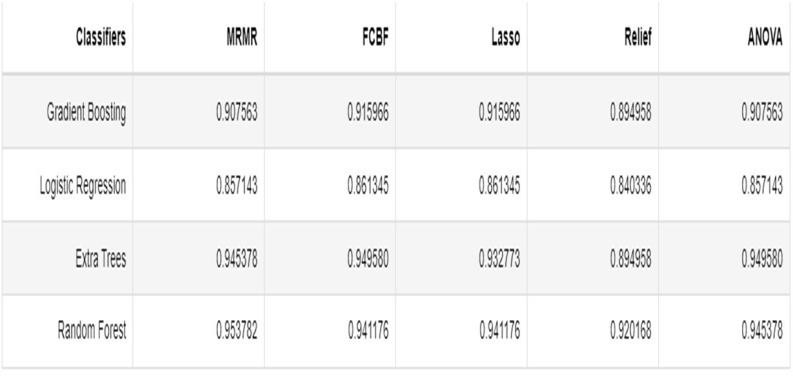 Classifiers MRMR FCBF Lasso Relief ANOVA
Gradient Boosting 0.907563 0.915966 0.915966 0.894958 0.907563
Logistic Regression 0.857143 0.861345 0.861345 0.840336 0.857143
Extra Trees 0.945378 0.949580 0.932773 0.894958 0.949580
Random Forest 0.953782 0.941176 0.941176 0.920168 0.945378